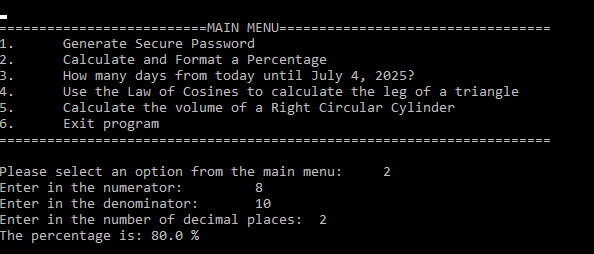 ==========================MAIN MENU==================================
1.	Generate Secure Password
2.	Calculate and Format a Percentage
3.	How many days from today until July 4, 2025?
4.	Use the Law of Cosines to calculate the leg of a triangle
5.	Calculate the volume of a Right Circular Cylinder
6.	Exit program
=====================================================================
Please select an option from the main menu:	2
Enter in the numerator:	8
Enter in the denominator:	10
Enter in the number of decimal places:	2
The percentage is: 80.0 %